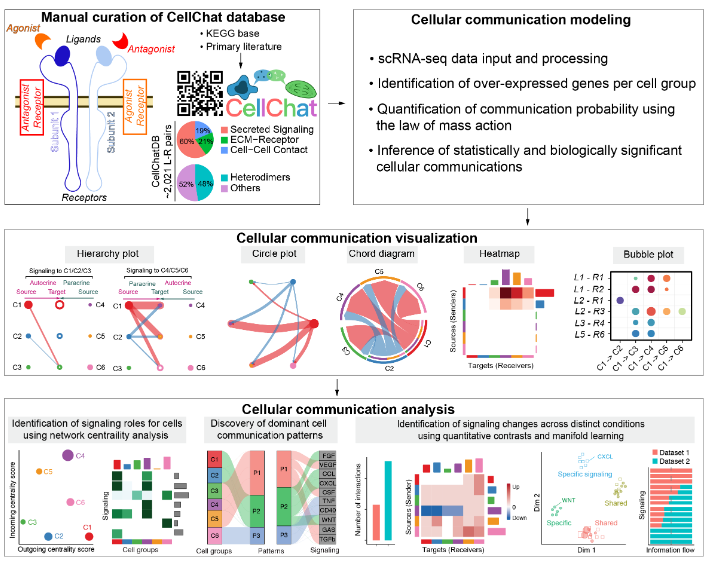 Manual curation of CellChat database
Agonist
Ligands
Antagonist
• KEGG base
• Primary literature
Antagonist
Receptor
Subunit 1
Subunit 2
Agonist
Receptor
Receptors
CellChat
CellChatDB
~2,021 L-R pairs
19%
60%
21%
Secreted Signaling
ECM-Receptor
Cell-Cell Contact
52%
48%
Heterodimers
Others
Cellular communication modeling
• scRNA-seq data input and processing
• Identification of over-expressed genes per cell group
• Quantification of communication probability using
the law of mass action
• Inference of statistically and biologically significant
cellular communications
Cellular communication visualization
Hierarchy plot
Signaling to C1/C2/C3
Autocrine
Paracrine
Source
Target
Source
C1
C4
C2
C5
C3
C6
Signaling to C4/C5/C6
Paracrine
Autocrine
Source
Target
Source
C1
C4
C2
C5
C3
C6
Circle plot
Chord diagram
C5
C4
C6
C3
C1
C2
Heatmap
Sources (Senders)
Targets (Receivers)
Bubble plot
L1 - R1
L1 - R2
L2 - R1
L2 - R3
L3 - R4
L5 - R6
C1 -> C2
C1 -> C3
C1 -> C4
C1 -> C5
C1 -> C6
Cellular communication analysis
Identification of signaling roles for cells
using network centraility analysis
Incoming centrality score
C4
C5
C6
C3
C2
C1
Outgoing centrality score
Signaling
Cell groups
Discovery of dominant cell
communication patterns
C1
C2
C3
C4
C5
C6
P1
P2
P3
P1
P2
P3
FGF
VEGF
COL
CXCL
CSF
TNF
CD40
WNT
GAS
TGFb
Cell groups
Patterns
Signaling
Identification of signaling changes across distinct conditions
using quantitative contrasts and manifold learning
Number of interactions
Sources (Sender)
Targets (Receivers)
Up
0
Down
Dim 2
CXCL
Specific signaling
WNT
Specific
Shared
Shared
Dim 1
Dataset 1
Dataset 2
Signaling
Information flow